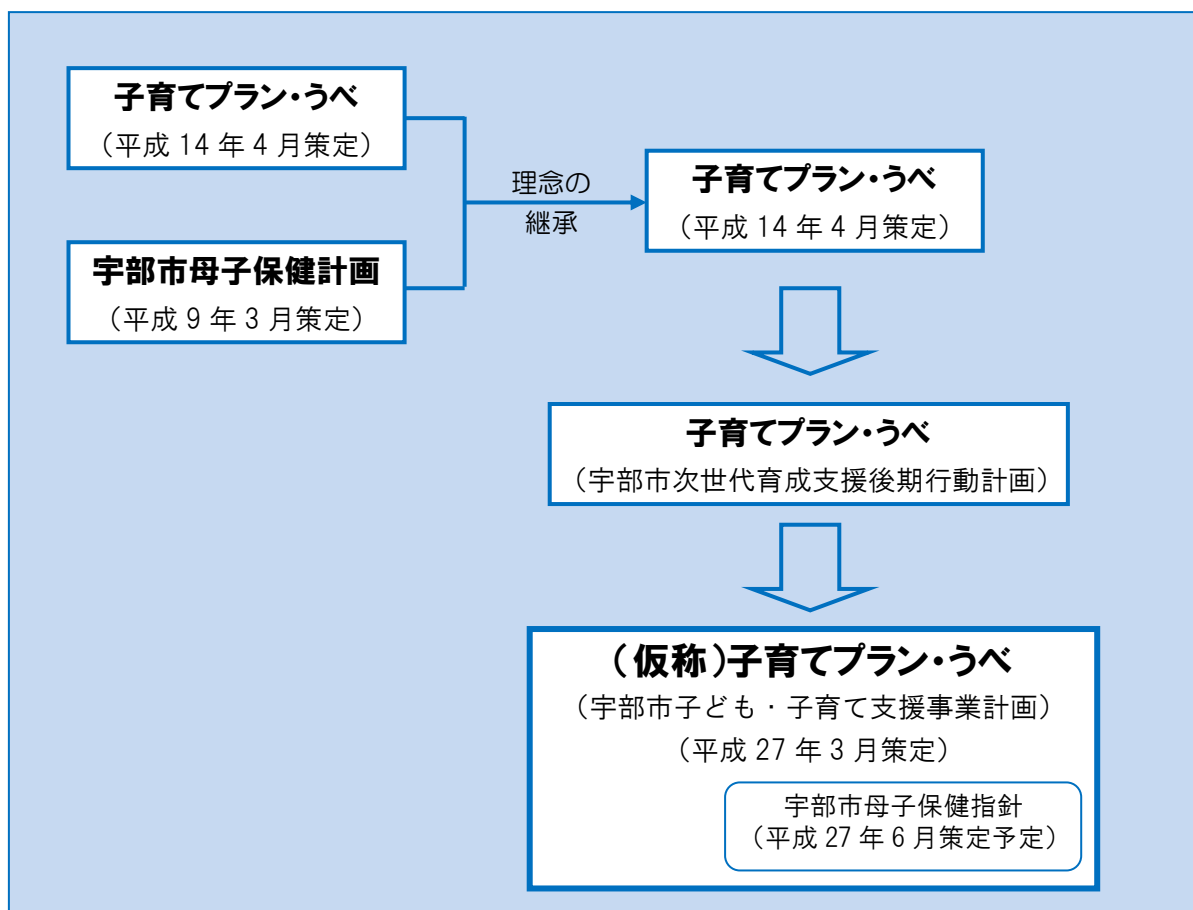 子育てプラン・うべ
（平成 14 年 4 月策定）
宇部市母子保健計画
（平成 9 年 3 月策定）
理念の
継承
子育てプラン・うべ
（平成 14 年 4 月策定）
子育てプラン・うべ
（宇部市次世代育成支援後期行動計画）
（仮称）子育てプラン・うべ
（宇部市子ども・子育て支援事業計画）
（平成 27 年 3 月策定）
宇部市母子保健指針
（平成 27 年 6 月策定予定）